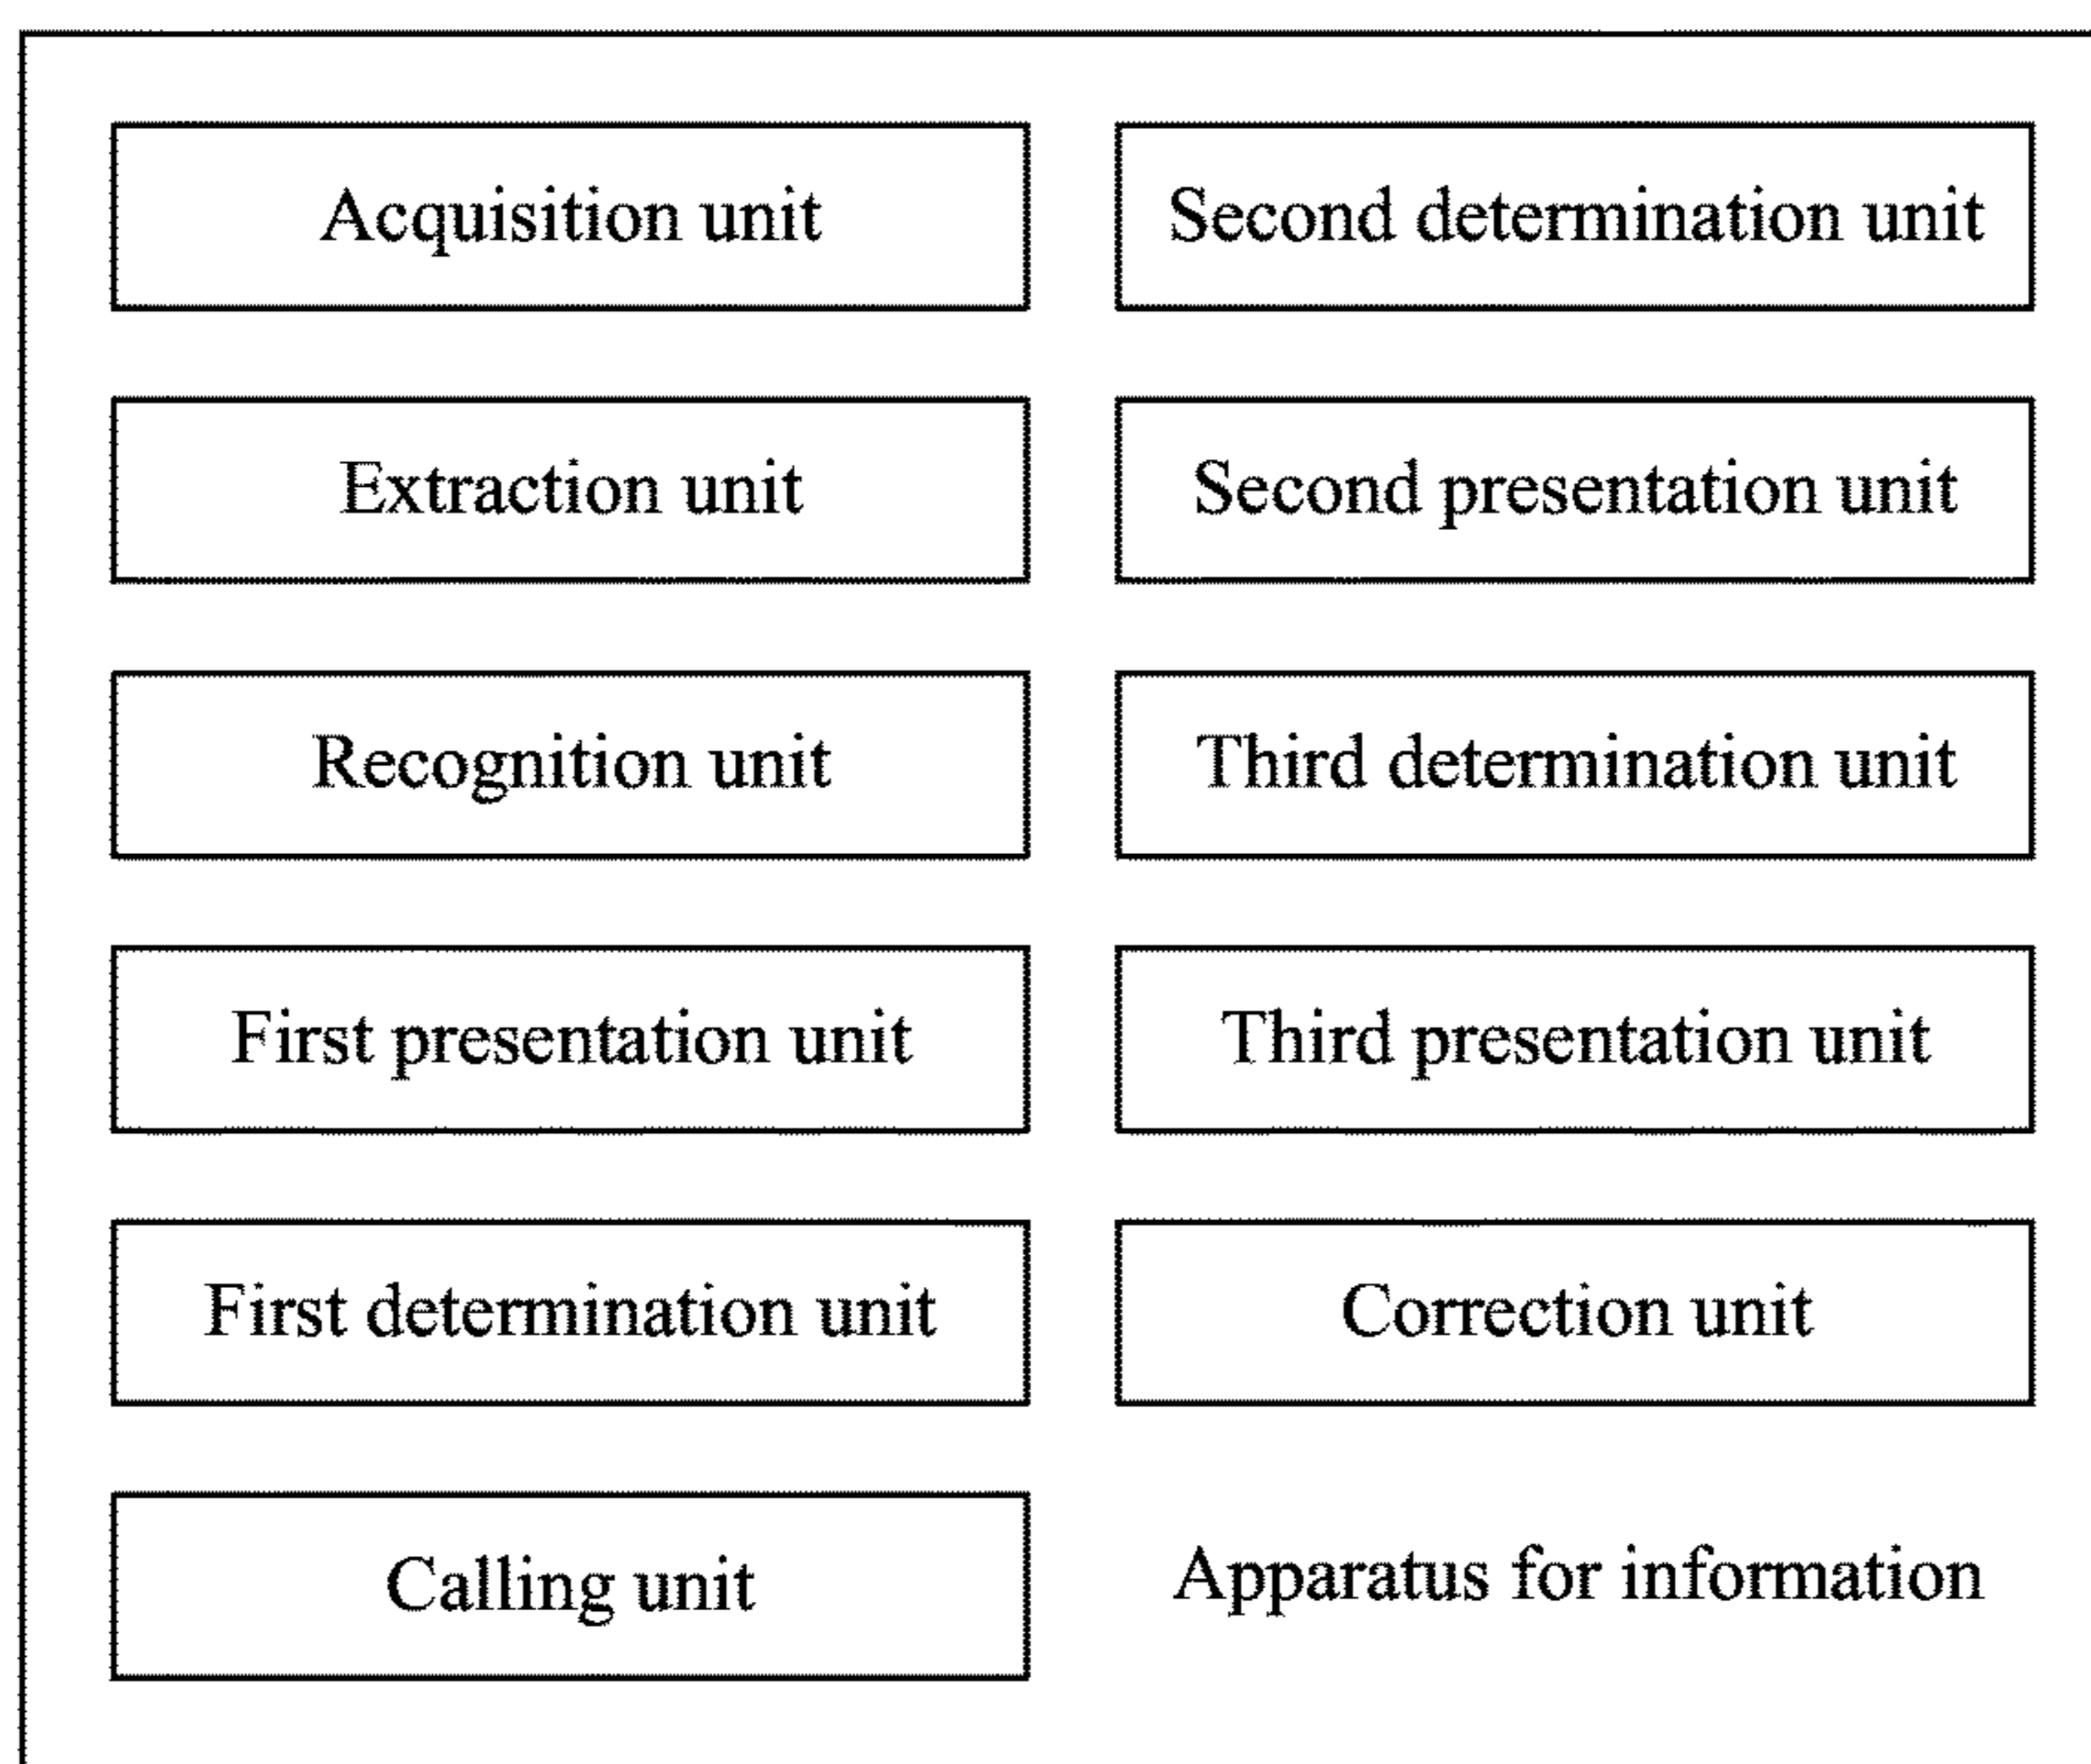 Acquisition unit
Extraction unit
Recognition unit
First presentation unit
First determination unit
Calling unit
Second determination unit
Second presentation unit
Third determination unit
Third presentation unit
Correction unit
Apparatus for information